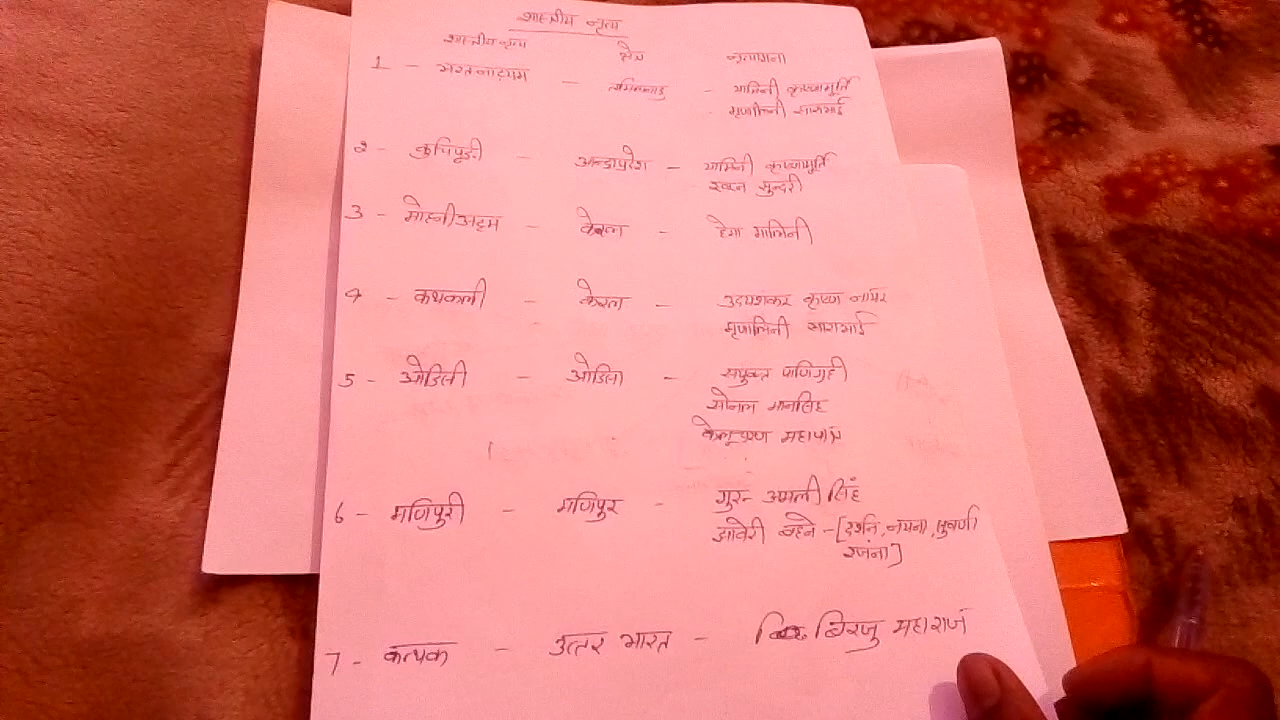 शास्त्रीय नृत्य
शास्त्रीय नृत्य क्षेत्र नृत्यांगना
1 - भरतनाट्यम - तमिलनाडु - यामिनी कृष्णामूर्ति
मृणालिनी साराभाई
2 - कुचिपूड़ी - आन्ध्रप्रदेश - यामिनी कृष्णामूर्ति
स्वप्न सुन्दरी
3 - मोहनीअट्टम - केरल - हेमा मालिनी
4 - कथकली - केरल - उदयशंकर कृष्ण नायर
मृणालिनी साराभाई
5 - ओडिसी - ओडिसा - संयुक्त पाणिग्रही
सोनल मानसिंह
केलूचरण महापात्र
6 - मणिपुरी - मणिपुर - गुरु अमली सिंह
झावेरी बहने - [दर्शन, नयना, सुवर्णा
रंजना]
7 - कत्थक - उत्तर भारत - बिरजु महाराज